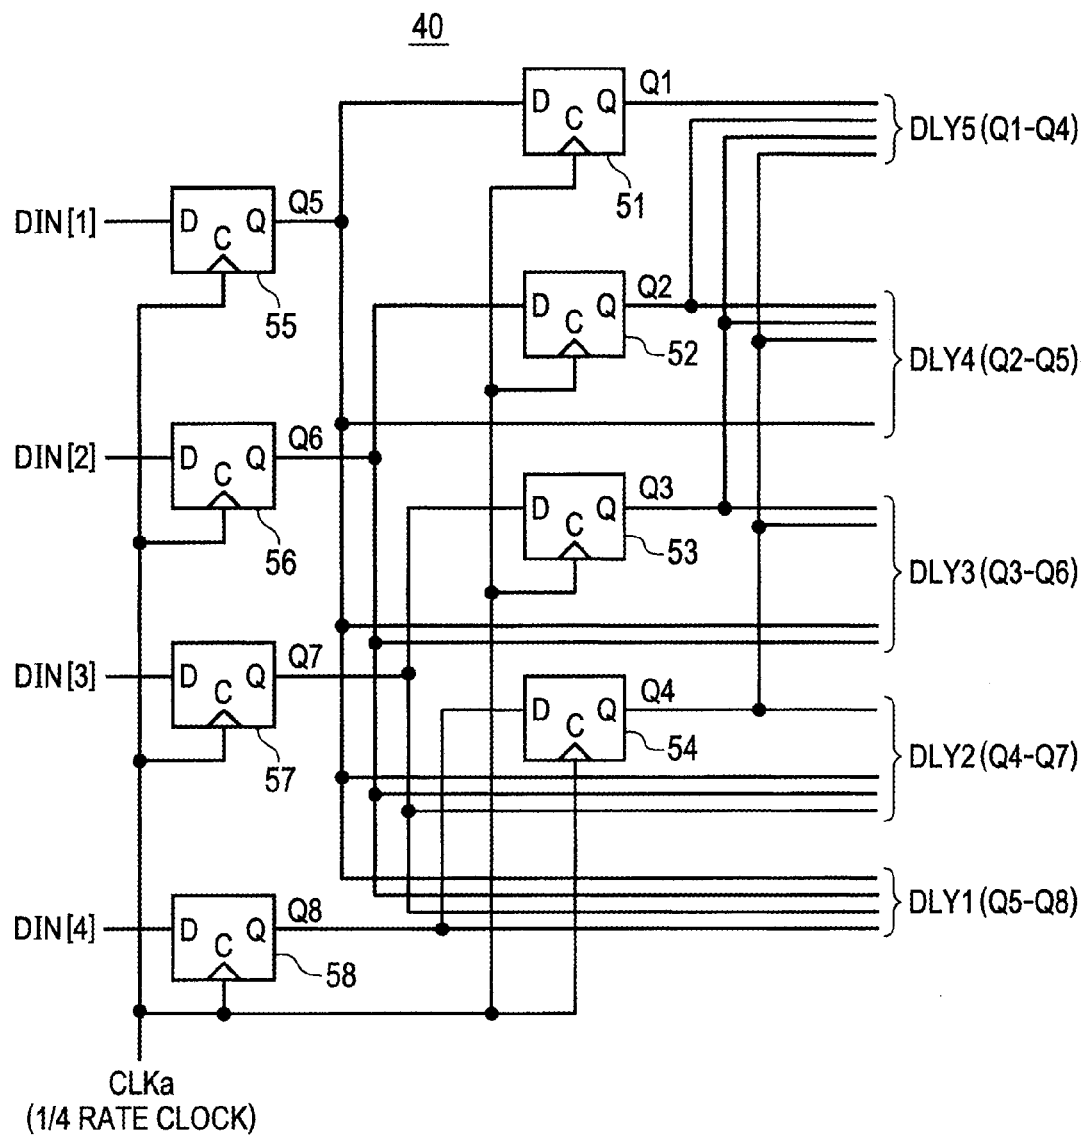 40
D C Q Q1
51
DLY5 (Q1-Q4)
DIN[1] D C Q Q5
55
D C Q Q2
52
DLY4 (Q2-Q5)
DIN[2] D C Q Q6
56
D C Q Q3
53
DLY3 (Q3-Q6)
DIN[3] D C Q Q7
57
D C Q Q4
54
DLY2 (Q4-Q7)
DIN[4] D C Q Q8
58
DLY1 (Q5-Q8)
CLKa
(1/4 RATE CLOCK)